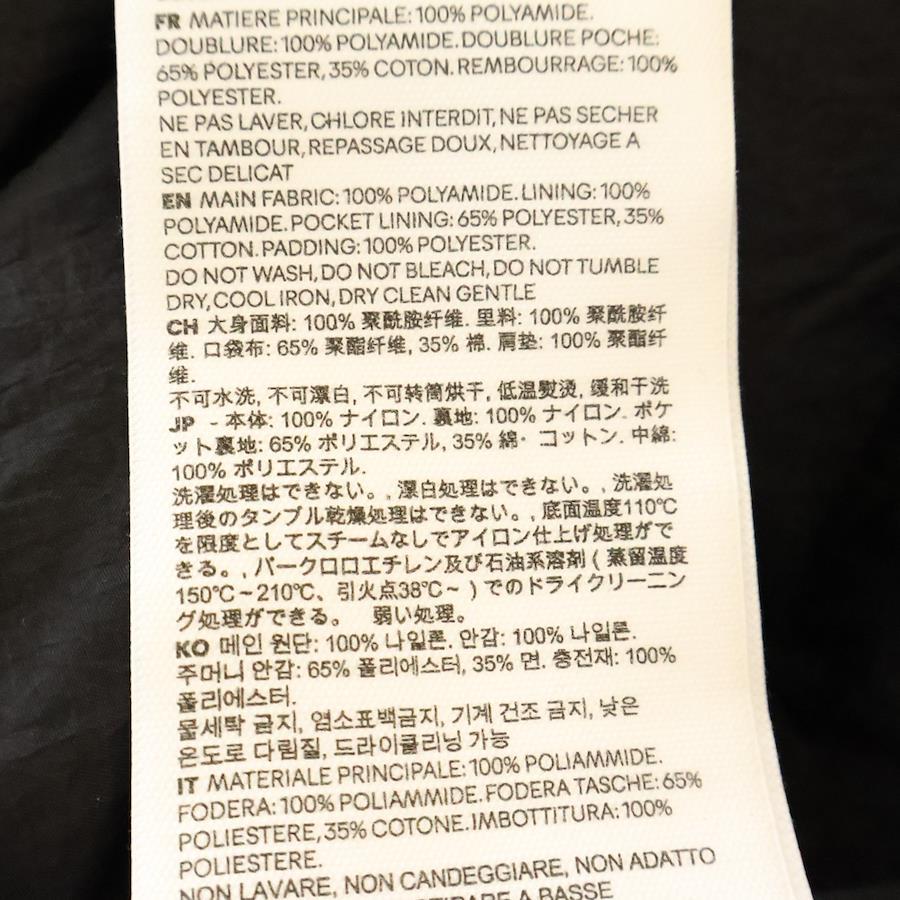 FR MATIERE PRINCIPALE: 100% POLYAMIDE.
DOUBLURE: 100% POLYAMIDE. DOUBLURE POCHE:
65% POLYESTER, 35% COTON. REMBOURRAGE: 100%
POLYESTER.
NE PAS LAVER, CHLORE INTERDIT, NE PAS SECHER
EN TAMBOUR, REPASSAGE DOUX, NETTOYAGE A
SEC DELICAT
EN MAIN FABRIC: 100% POLYAMIDE. LINING: 100%
POLYAMIDE. POCKET LINING: 65% POLYESTER, 35%
COTTON. PADDING: 100% POLYESTER.
DO NOT WASH, DO NOT BLEACH, DO NOT TUMBLE
DRY, COOL IRON, DRY CLEAN GENTLE
CH 大身面料: 100% 聚酰胺纤维. 里料: 100% 聚酰胺纤
维. 口袋布: 65% 聚酯纤维, 35% 棉. 肩垫: 100% 聚酯纤
维.
不可水洗, 不可漂白, 不可转筒烘干, 低温熨烫, 缓和干洗
JP - 本体: 100% ナイロン. 裏地: 100% ナイロン. ポケ
ット裏地: 65% ポリエステル, 35% 綿・コットン. 中綿:
100% ポリエステル.
洗濯処理はできない。, 漂白処理はできない。, 洗濯処
理後のタンブル乾燥処理はできない。, 底面温度110℃
を限度としてスチームなしでアイロン仕上げ処理がで
きる。, パークロロエチレン及び石油系溶剤 ( 蒸留温度
150℃～210℃、引火点38℃～ ) でのドライクリーニン
グ処理ができる。 弱い処理。
KO 메인 원단: 100% 나일론. 안감: 100% 나일론.
주머니 안감: 65% 폴리에스터, 35% 면. 충전재: 100%
폴리에스터.
물세탁 금지, 염소표백금지, 기계 건조 금지, 낮은
온도로 다림질, 드라이클리닝 가능
IT MATERIALE PRINCIPALE: 100% POLIAMMIDE.
FODERA: 100% POLIAMMIDE. FODERA TASCHE: 65%
POLIESTERE, 35% COTONE. IMBOTTITURA: 100%
POLIESTERE.
NON LAVARE, NON CANDEGGIARE, NON ADATTO
A BASSE